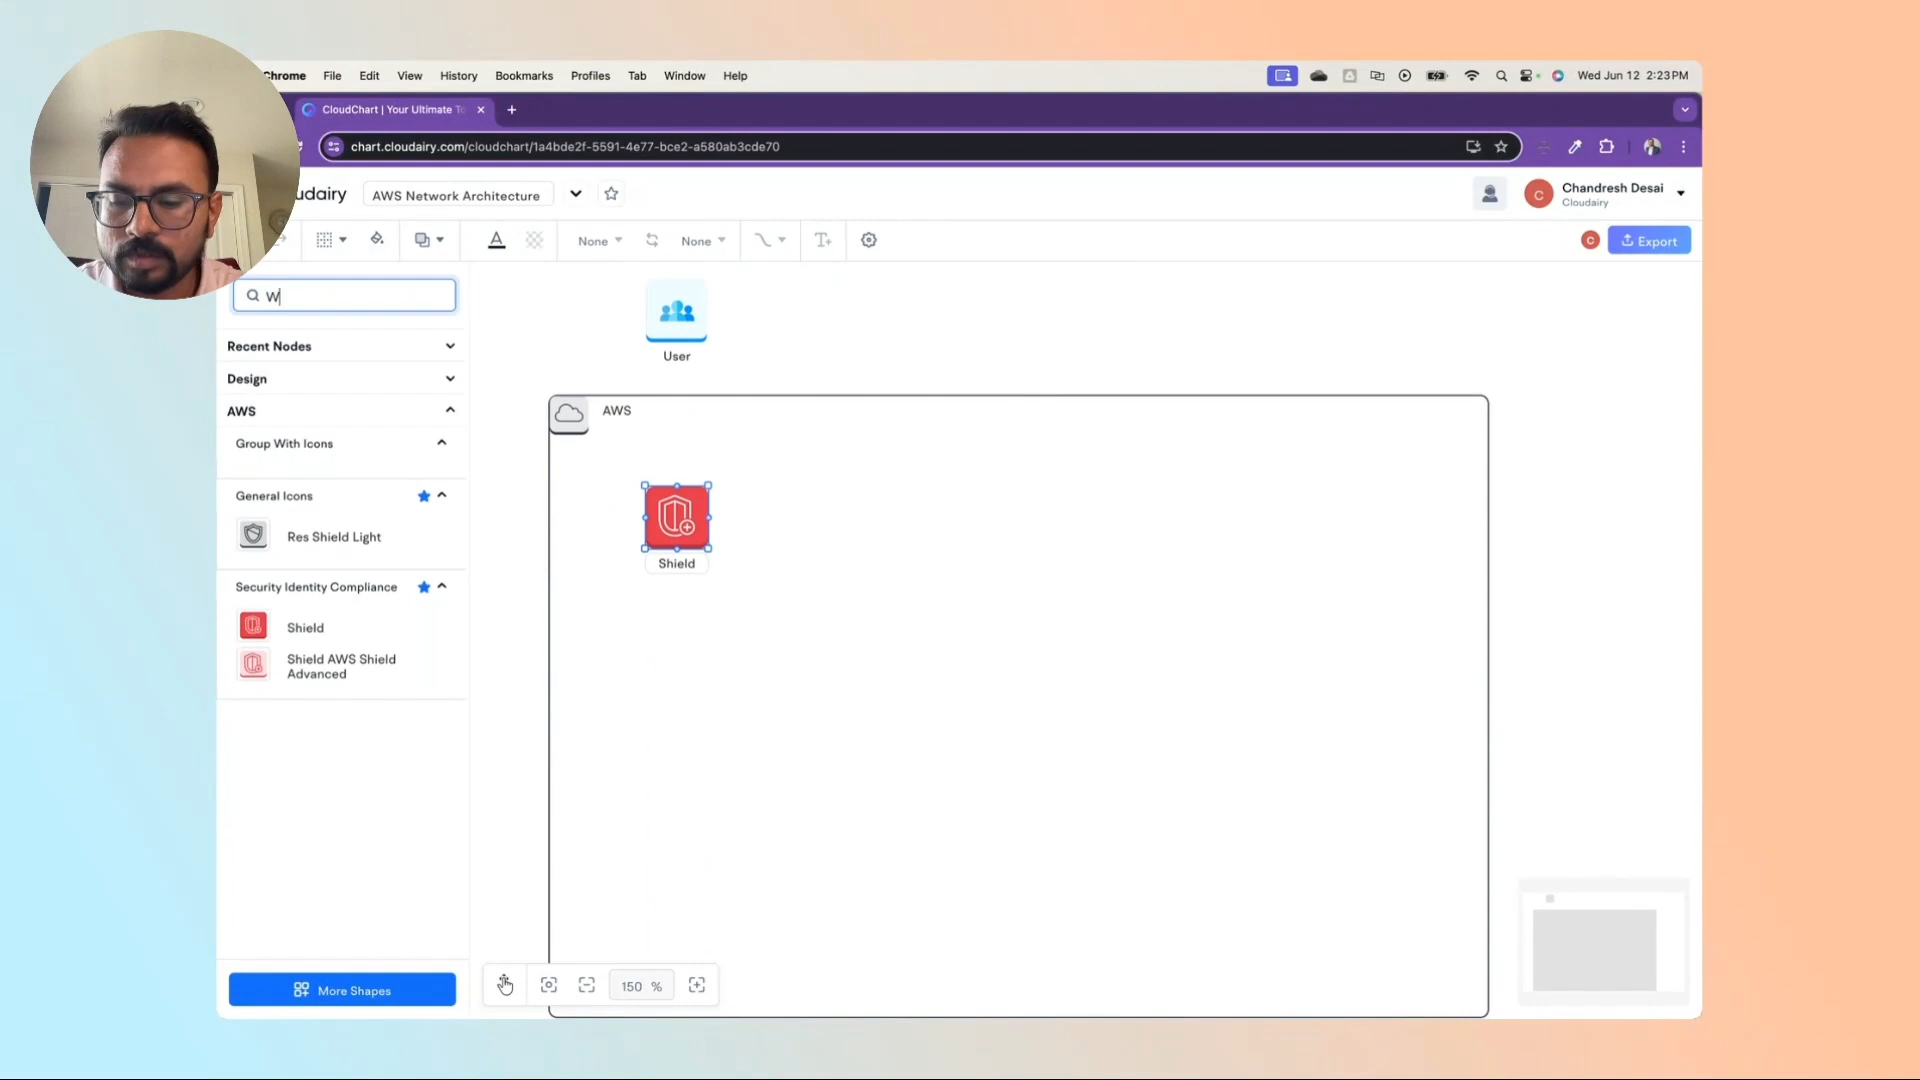 Chrome File Edit View History Bookmarks Profiles Tab Window Help Wed Jun 12 2:23 PM
CloudChart | Your Ultimate To
chart.cloudairy.com/cloudchart/1a4bde2f-5591-4e77-bce2-a580ab3cde70
udairy AWS Network Architecture C Chandresh Desai
Cloudairy
None None C Export
W
Recent Nodes
Design
AWS
Group With Icons
General Icons
Res Shield Light
Security Identity Compliance
Shield
Shield AWS Shield
Advanced
More Shapes
User
AWS
Shield
150 %